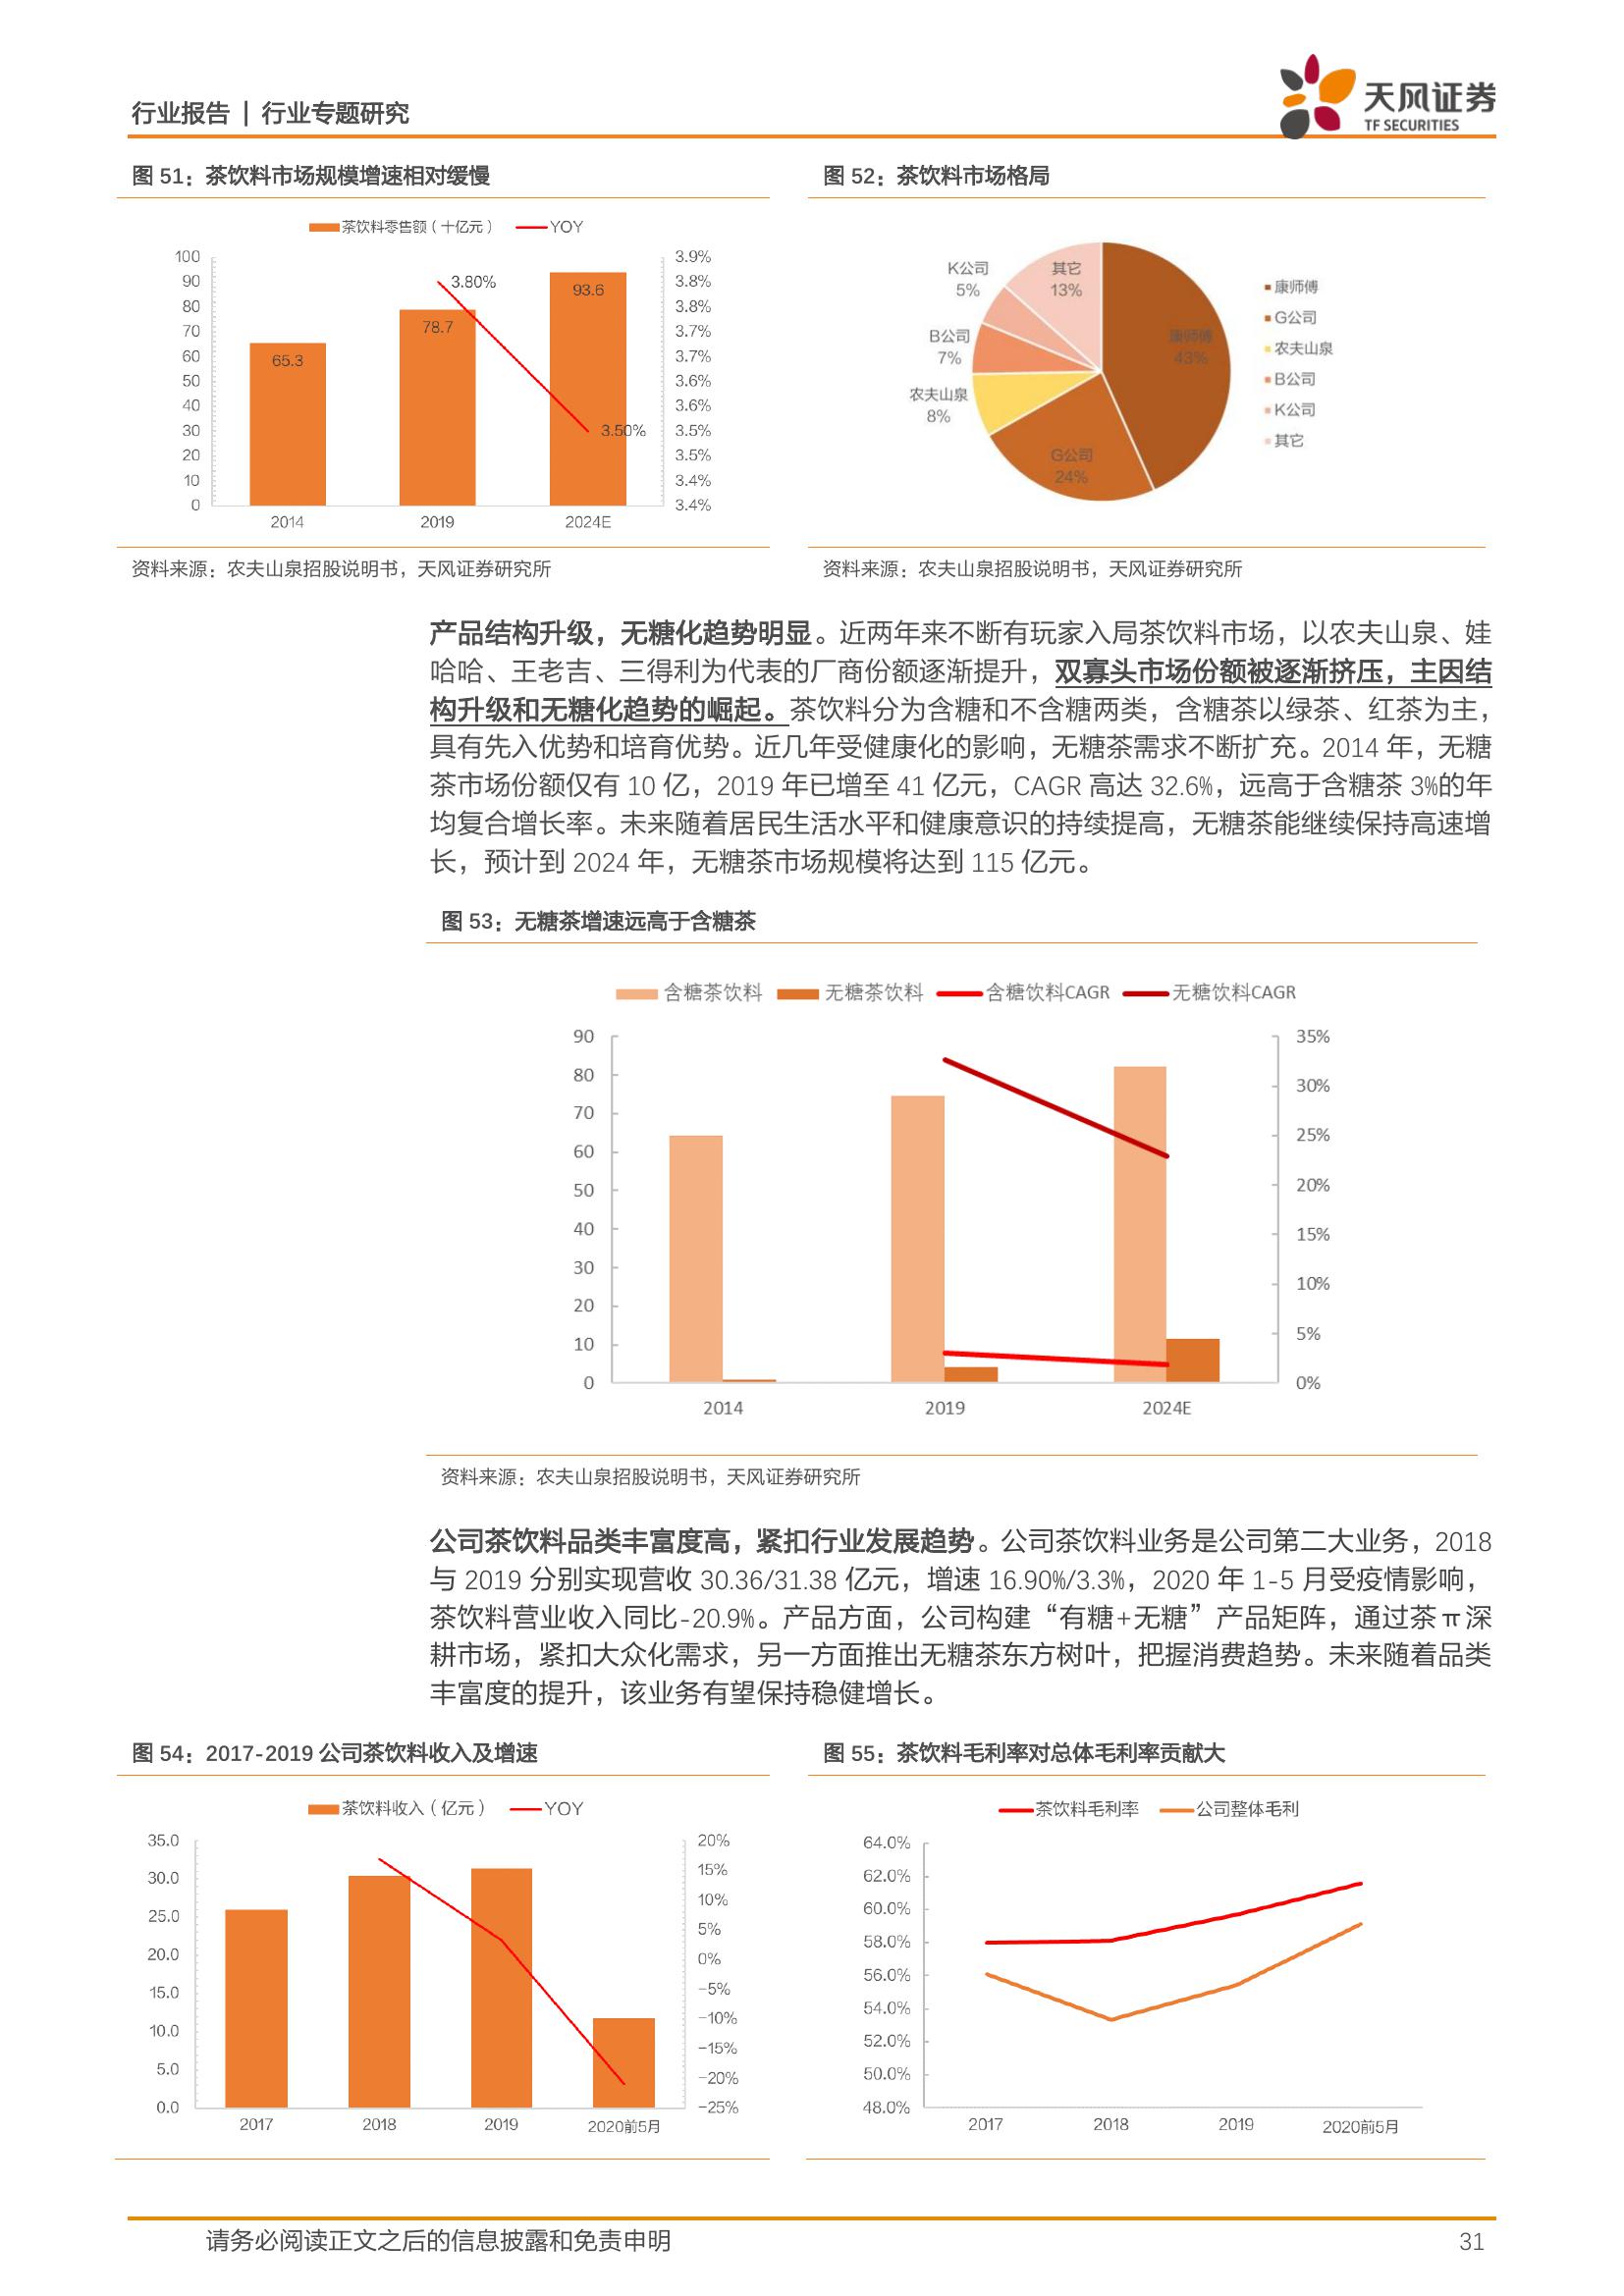 行业报告 | 行业专题研究
天风证券
TF SECURITIES
图 51：茶饮料市场规模增速相对缓慢
茶饮料零售额（十亿元） YOY
100
90
80
70
60
50
40
30
20
10
0
3.9%
3.8%
3.8%
3.7%
3.7%
3.6%
3.6%
3.5%
3.5%
3.4%
3.4%
65.3
78.7
93.6
3.80%
3.50%
2014 2019 2024E
资料来源：农夫山泉招股说明书，天风证券研究所
图 52：茶饮料市场格局
康师傅
43%
G公司
24%
农夫山泉
8%
B公司
7%
K公司
5%
其它
13%
康师傅
G公司
农夫山泉
B公司
K公司
其它
资料来源：农夫山泉招股说明书，天风证券研究所
产品结构升级，无糖化趋势明显。近两年来不断有玩家入局茶饮料市场，以农夫山泉、娃
哈哈、王老吉、三得利为代表的厂商份额逐渐提升，双寡头市场份额被逐渐挤压，主因结
构升级和无糖化趋势的崛起。茶饮料分为含糖和不含糖两类，含糖茶以绿茶、红茶为主，
具有先入优势和培育优势。近几年受健康化的影响，无糖茶需求不断扩充。2014 年，无糖
茶市场份额仅有 10 亿，2019 年已增至 41 亿元，CAGR 高达 32.6%，远高于含糖茶 3%的年
均复合增长率。未来随着居民生活水平和健康意识的持续提高，无糖茶能继续保持高速增
长，预计到 2024 年，无糖茶市场规模将达到 115 亿元。
图 53：无糖茶增速远高于含糖茶
含糖茶饮料 无糖茶饮料 含糖饮料CAGR 无糖饮料CAGR
90
80
70
60
50
40
30
20
10
0
35%
30%
25%
20%
15%
10%
5%
0%
2014 2019 2024E
资料来源：农夫山泉招股说明书，天风证券研究所
公司茶饮料品类丰富度高，紧扣行业发展趋势。公司茶饮料业务是公司第二大业务，2018
与 2019 分别实现营收 30.36/31.38 亿元，增速 16.90%/3.3%，2020 年 1-5 月受疫情影响，
茶饮料营业收入同比-20.9%。产品方面，公司构建“有糖+无糖”产品矩阵，通过茶π深
耕市场，紧扣大众化需求，另一方面推出无糖茶东方树叶，把握消费趋势。未来随着品类
丰富度的提升，该业务有望保持稳健增长。
图 54：2017-2019 公司茶饮料收入及增速
茶饮料收入（亿元） YOY
35.0
30.0
25.0
20.0
15.0
10.0
5.0
0.0
20%
15%
10%
5%
0%
-5%
-10%
-15%
-20%
-25%
2017 2018 2019 2020前5月
图 55：茶饮料毛利率对总体毛利率贡献大
茶饮料毛利率 公司整体毛利
64.0%
62.0%
60.0%
58.0%
56.0%
54.0%
52.0%
50.0%
48.0%
2017 2018 2019 2020前5月
请务必阅读正文之后的信息披露和免责申明
31